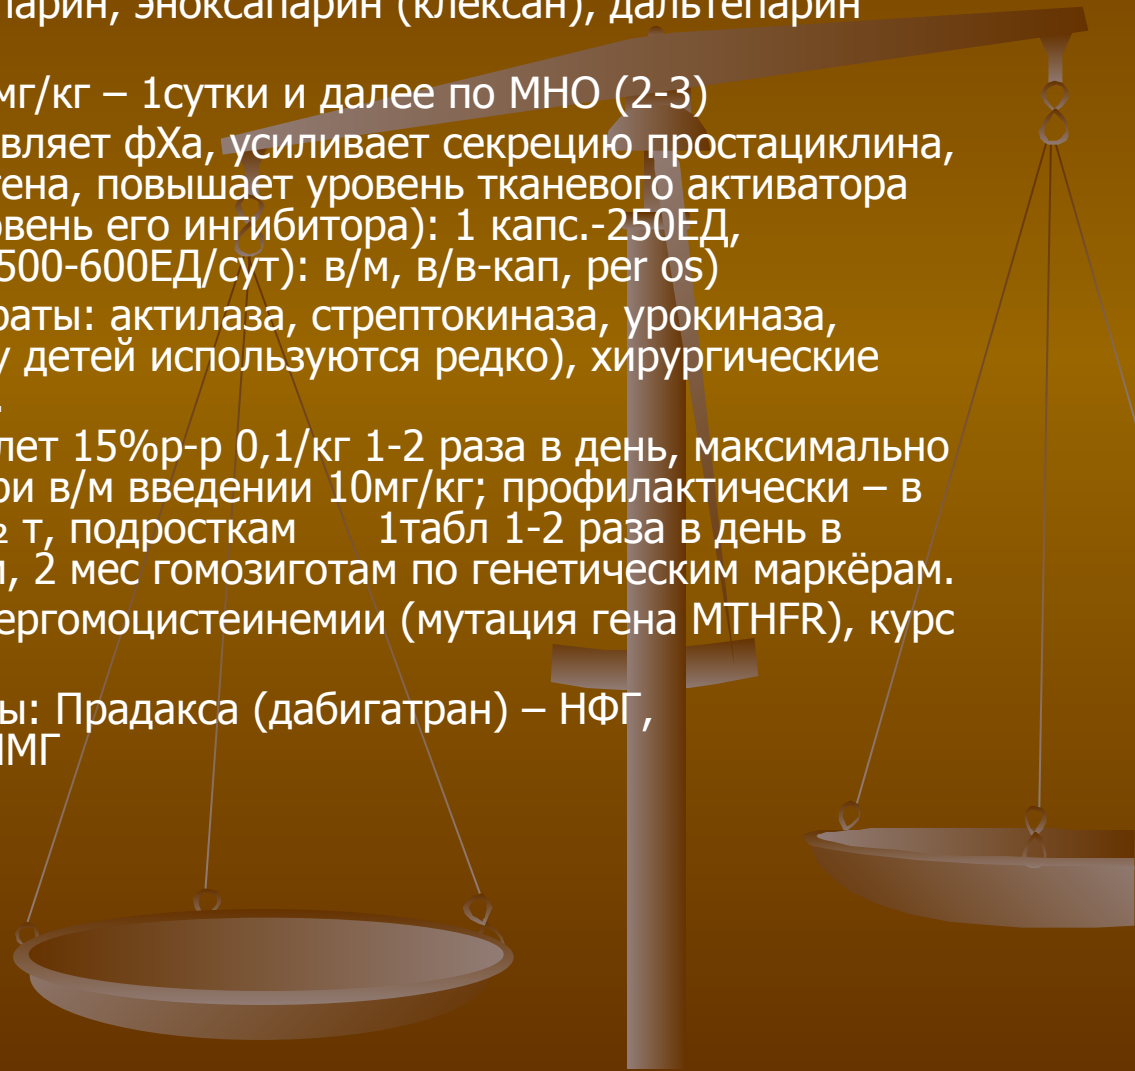 парин, эноксапарин (клексан), дальтепарин
мг/кг – 1сутки и далее по МНО (2-3)
вляет фХа, усиливает секрецию простациклина,
ена, повышает уровень тканевого активатора
овень его ингибитора): 1 капс.-250ЕД,
500-600ЕД/сут): в/м, в/в-кап, per os)
раты: актилаза, стрептокиназа, урокиназа,
у детей используются редко), хирургические
.
лет 15%р-р 0,1/кг 1-2 раза в день, максимально
ри в/м введении 10мг/кг; профилактически – в
т, подросткам 1табл 1-2 раза в день в
, 2 мес гомозиготам по генетическим маркёрам.
ергомоцистеинемии (мутация гена MTHFR), курс
ы: Прадакса (дабигатран) – НФГ,
МГ